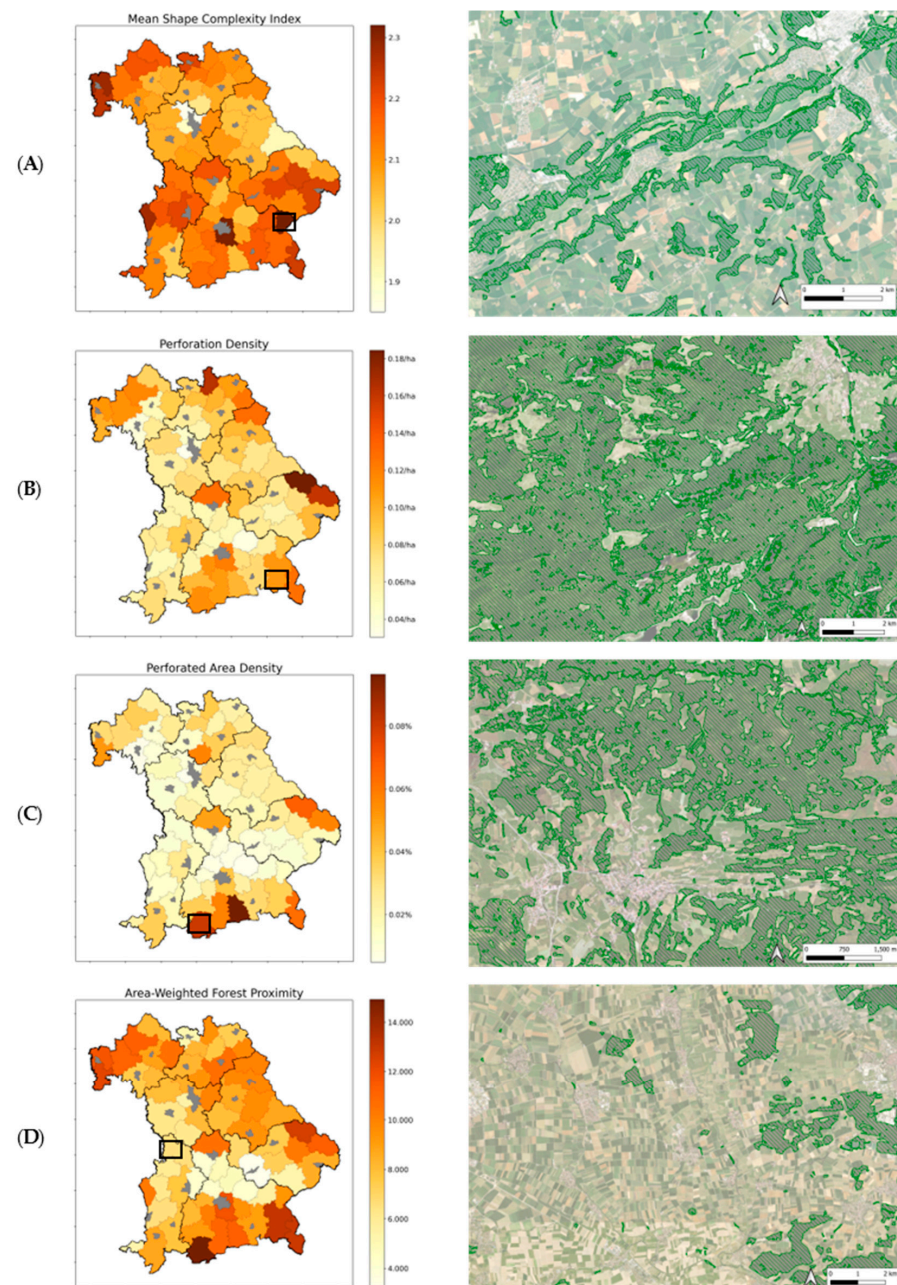 Mean Shape Complexity Index
2.3
2.2
(A)
2.1
2.0
1.9
0 1 2 km
Perforation Density
0.18/ha
0.16/ha
0.14/ha
0.12/ha
(B)
0.10/ha
0.08/ha
0.06/ha
0.04/ha
0 1 2 km
Perforated Area Density
0.08%
0.06%
(C)
0.04%
0.02%
0 750 1,500 m
Area-Weighted Forest Proximity
14.000
12.000
10.000
(D)
8.000
6.000
4.000
0 1 2 km